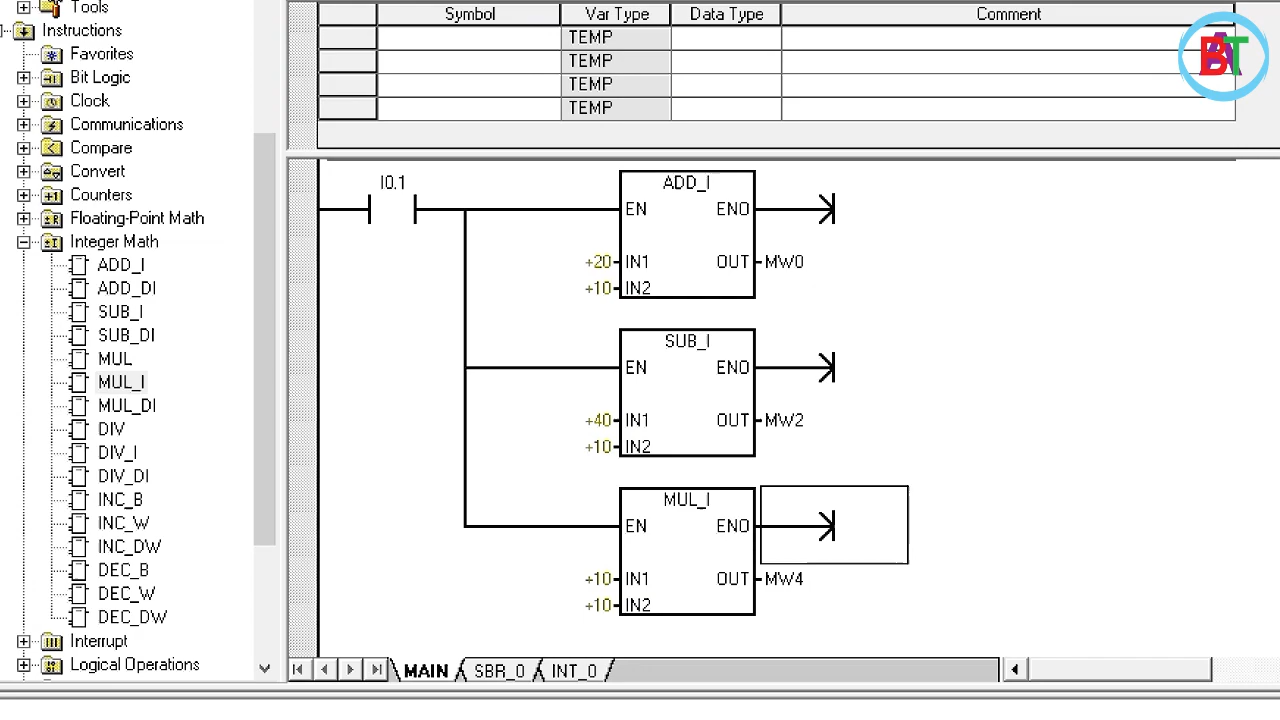 Tools
Instructions
Favorites
Bit Logic
Clock
Communications
Compare
Convert
Counters
Floating-Point Math
Integer Math
ADD_I
ADD_DI
SUB_I
SUB_DI
MUL
MUL_I
MUL_DI
DIV
DIV_I
DIV_DI
INC_B
INC_W
INC_DW
DEC_B
DEC_W
DEC_DW
Interrupt
Logical Operations
Symbol Var Type Data Type Comment
TEMP
TEMP
TEMP
TEMP
BAT
I0.1
ADD_I
EN ENO
+20 IN1 OUT MW0
+10 IN2
SUB_I
EN ENO
+40 IN1 OUT MW2
+10 IN2
MUL_I
EN ENO
+10 IN1 OUT MW4
+10 IN2
MAIN SBR_0 INT_0